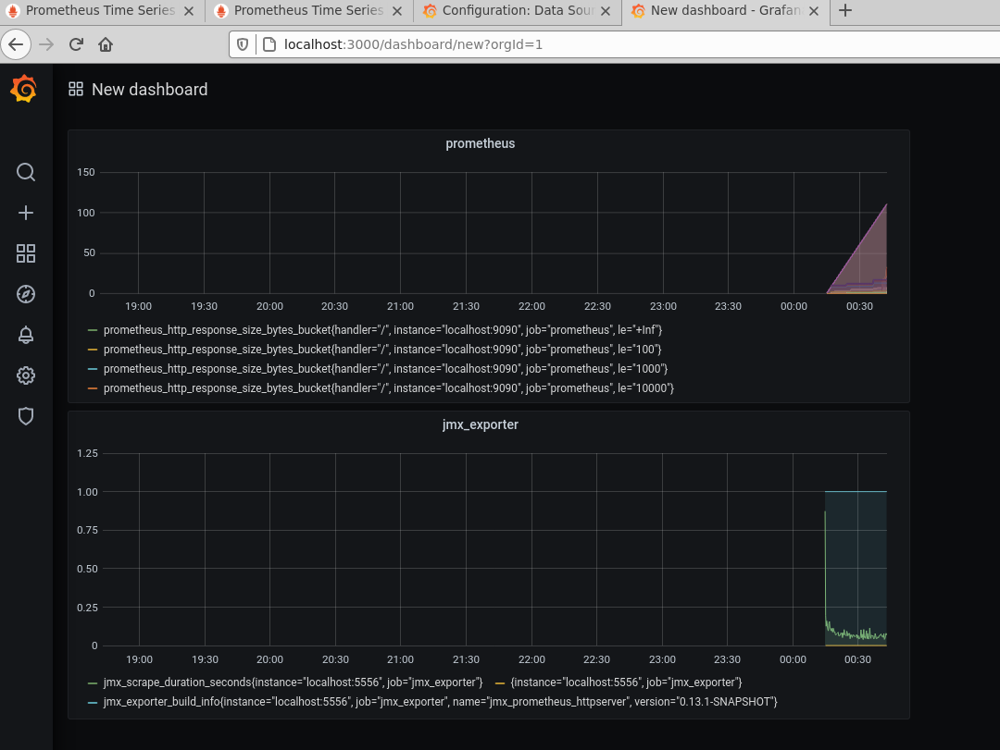 Prometheus Time Series
Prometheus Time Series
Configuration: Data Sour
New dashboard - Grafan
localhost:3000/dashboard/new?orgId=1
New dashboard
prometheus
150
100
50
0
19:00 19:30 20:00 20:30 21:00 21:30 22:00 22:30 23:00 23:30 00:00 00:30
prometheus_http_response_size_bytes_bucket{handler="/", instance="localhost:9090", job="prometheus", le="+Inf"}
prometheus_http_response_size_bytes_bucket{handler="/", instance="localhost:9090", job="prometheus", le="100"}
prometheus_http_response_size_bytes_bucket{handler="/", instance="localhost:9090", job="prometheus", le="1000"}
prometheus_http_response_size_bytes_bucket{handler="/", instance="localhost:9090", job="prometheus", le="10000"}
jmx_exporter
1.25
1.00
0.75
0.50
0.25
0
19:00 19:30 20:00 20:30 21:00 21:30 22:00 22:30 23:00 23:30 00:00 00:30
jmx_scrape_duration_seconds{instance="localhost:5556", job="jmx_exporter"} {instance="localhost:5556", job="jmx_exporter"}
jmx_exporter_build_info{instance="localhost:5556", job="jmx_exporter", name="jmx_prometheus_httpserver", version="0.13.1-SNAPSHOT"}